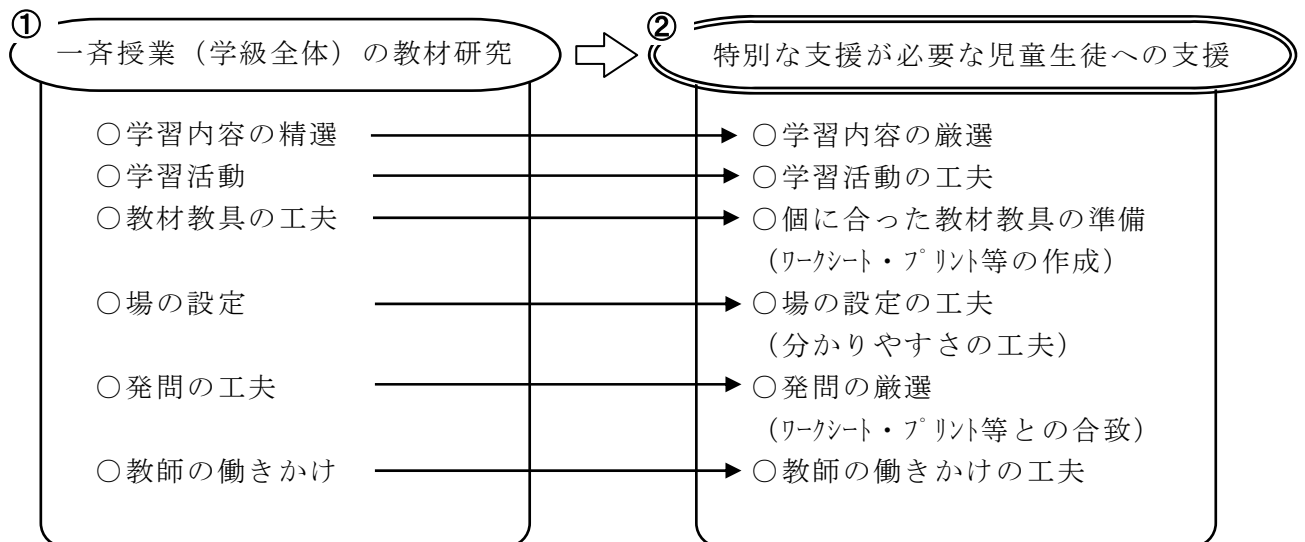 ①
一斉授業（学級全体）の教材研究
○学習内容の精選
○学習活動
○教材教具の工夫
○場の設定
○発問の工夫
○教師の働きかけ
②
特別な支援が必要な児童生徒への支援
○学習内容の厳選
○学習活動の工夫
○個に合った教材教具の準備
（ﾜｰｸｼｰﾄ・ﾌﾟﾘﾝﾄ等の作成）
○場の設定の工夫
（分かりやすさの工夫）
○発問の厳選
（ﾜｰｸｼｰﾄ・ﾌﾟﾘﾝﾄ等との合致）
○教師の働きかけの工夫